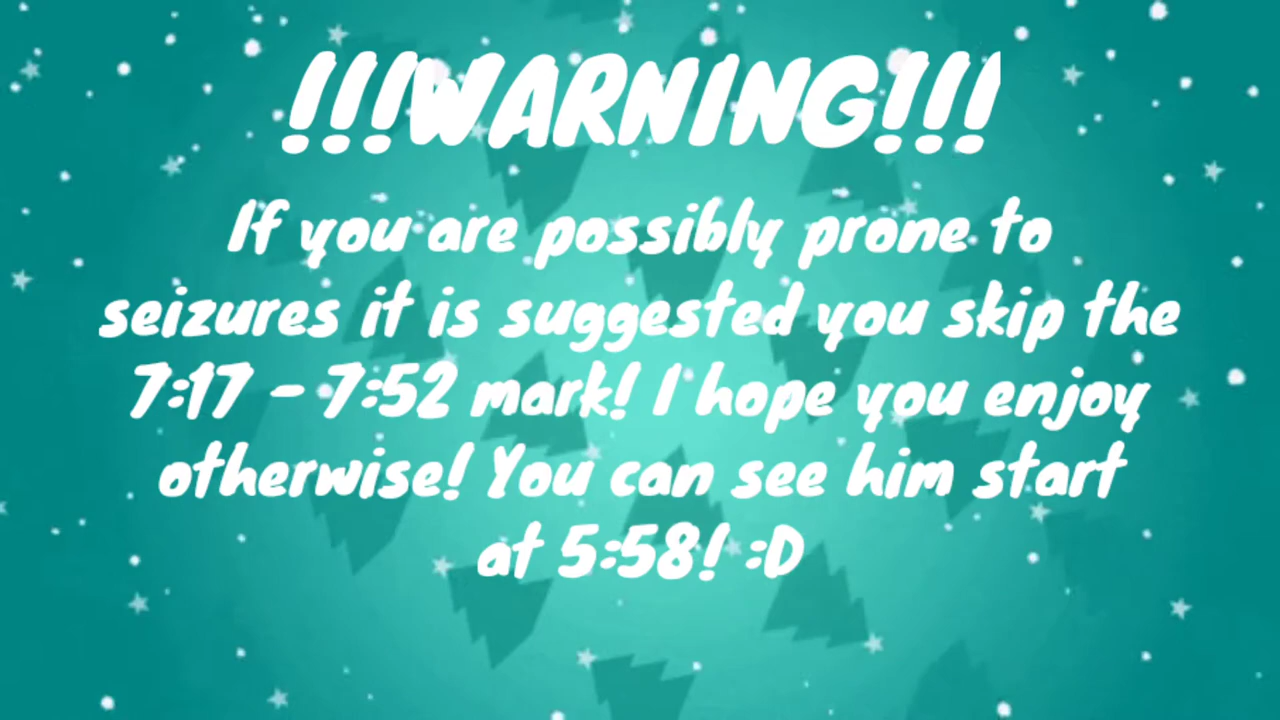 !!!WARNING!!!
If you are possibly prone to
seizures it is suggested you skip the
7:17 - 7:52 mark! I hope you enjoy
otherwise! You can see him start
at 5:58! :D